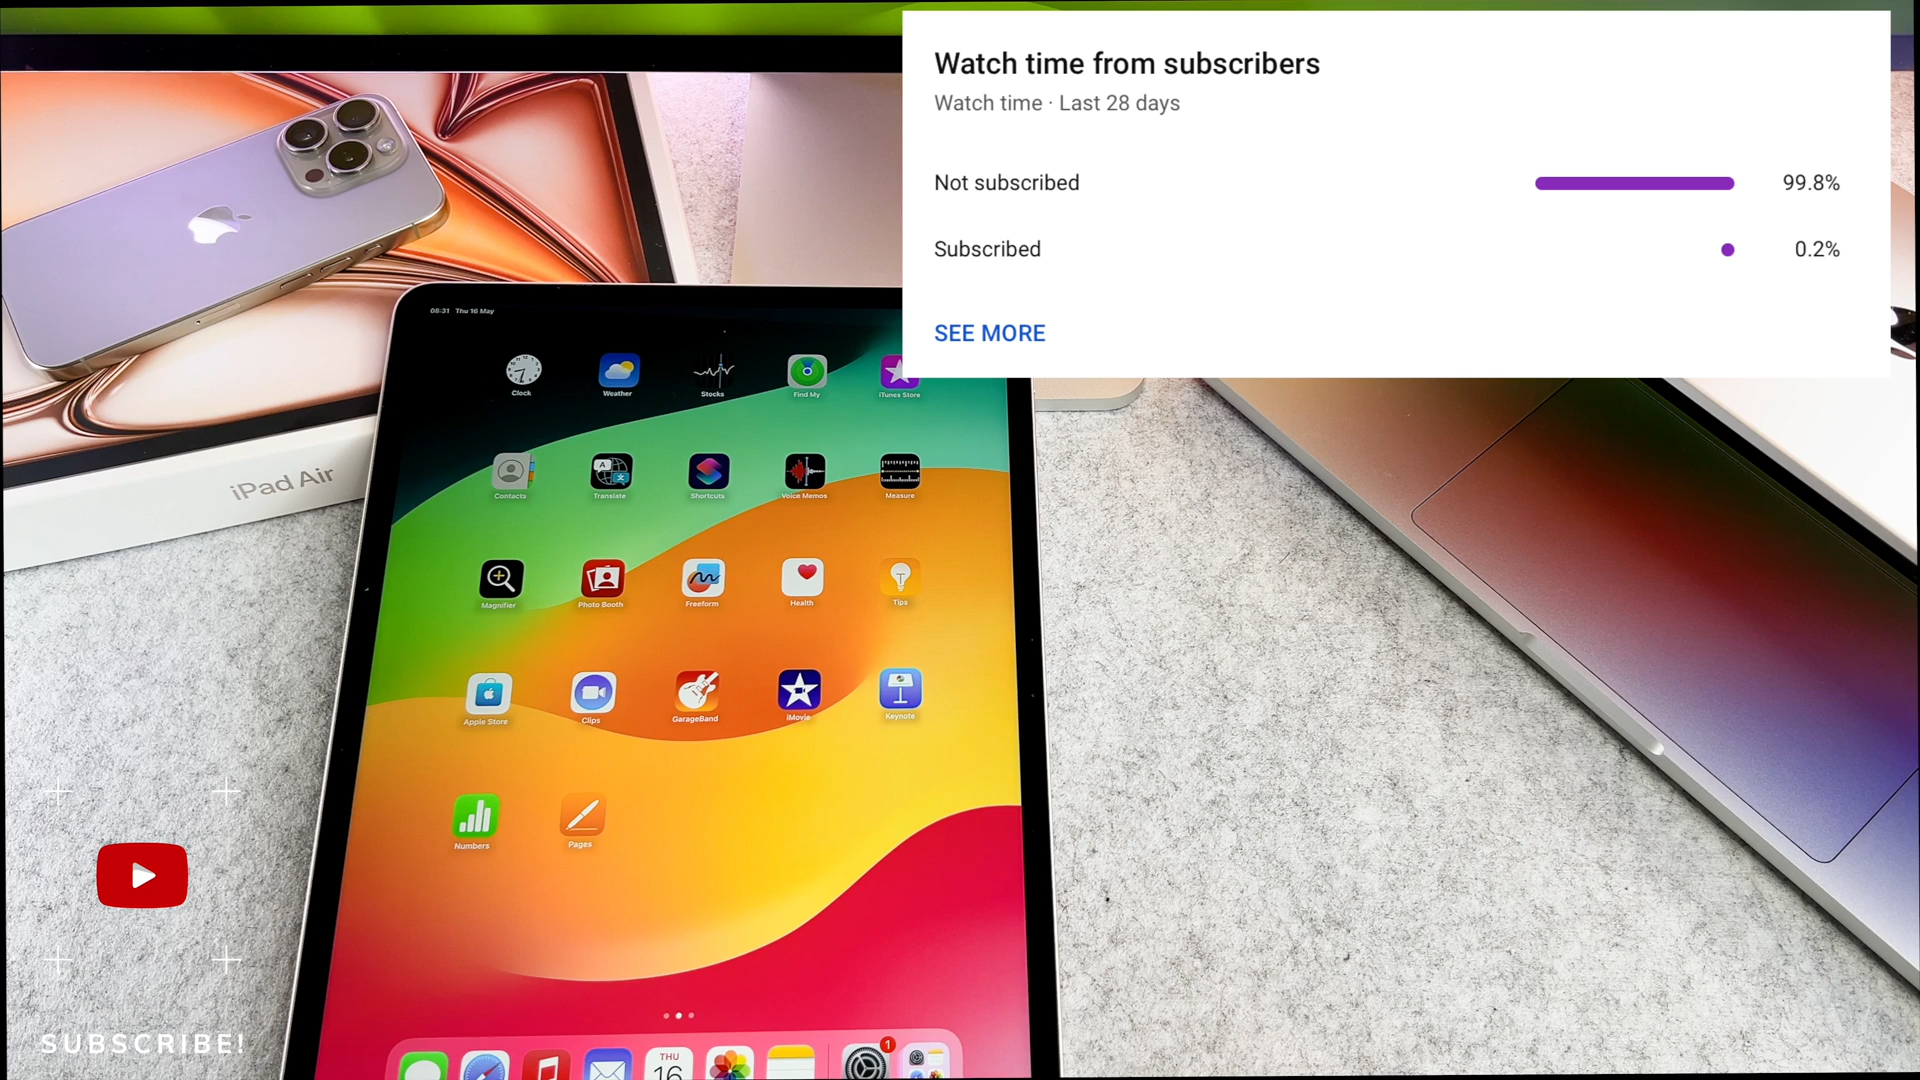 Watch time from subscribers
Watch time · Last 28 days
Not subscribed 99.8%
Subscribed 0.2%
SEE MORE
08:31 Thu 16 May
Clock Weather Stocks Find My iTunes Store
iPad Air
Contacts Translate Shortcuts Voice Memos Measure
Magnifier Photo Booth Freeform Health Tips
Apple Store Clips GarageBand iMovie Keynote
Numbers Pages
SUBSCRIBE!
1
THU
16